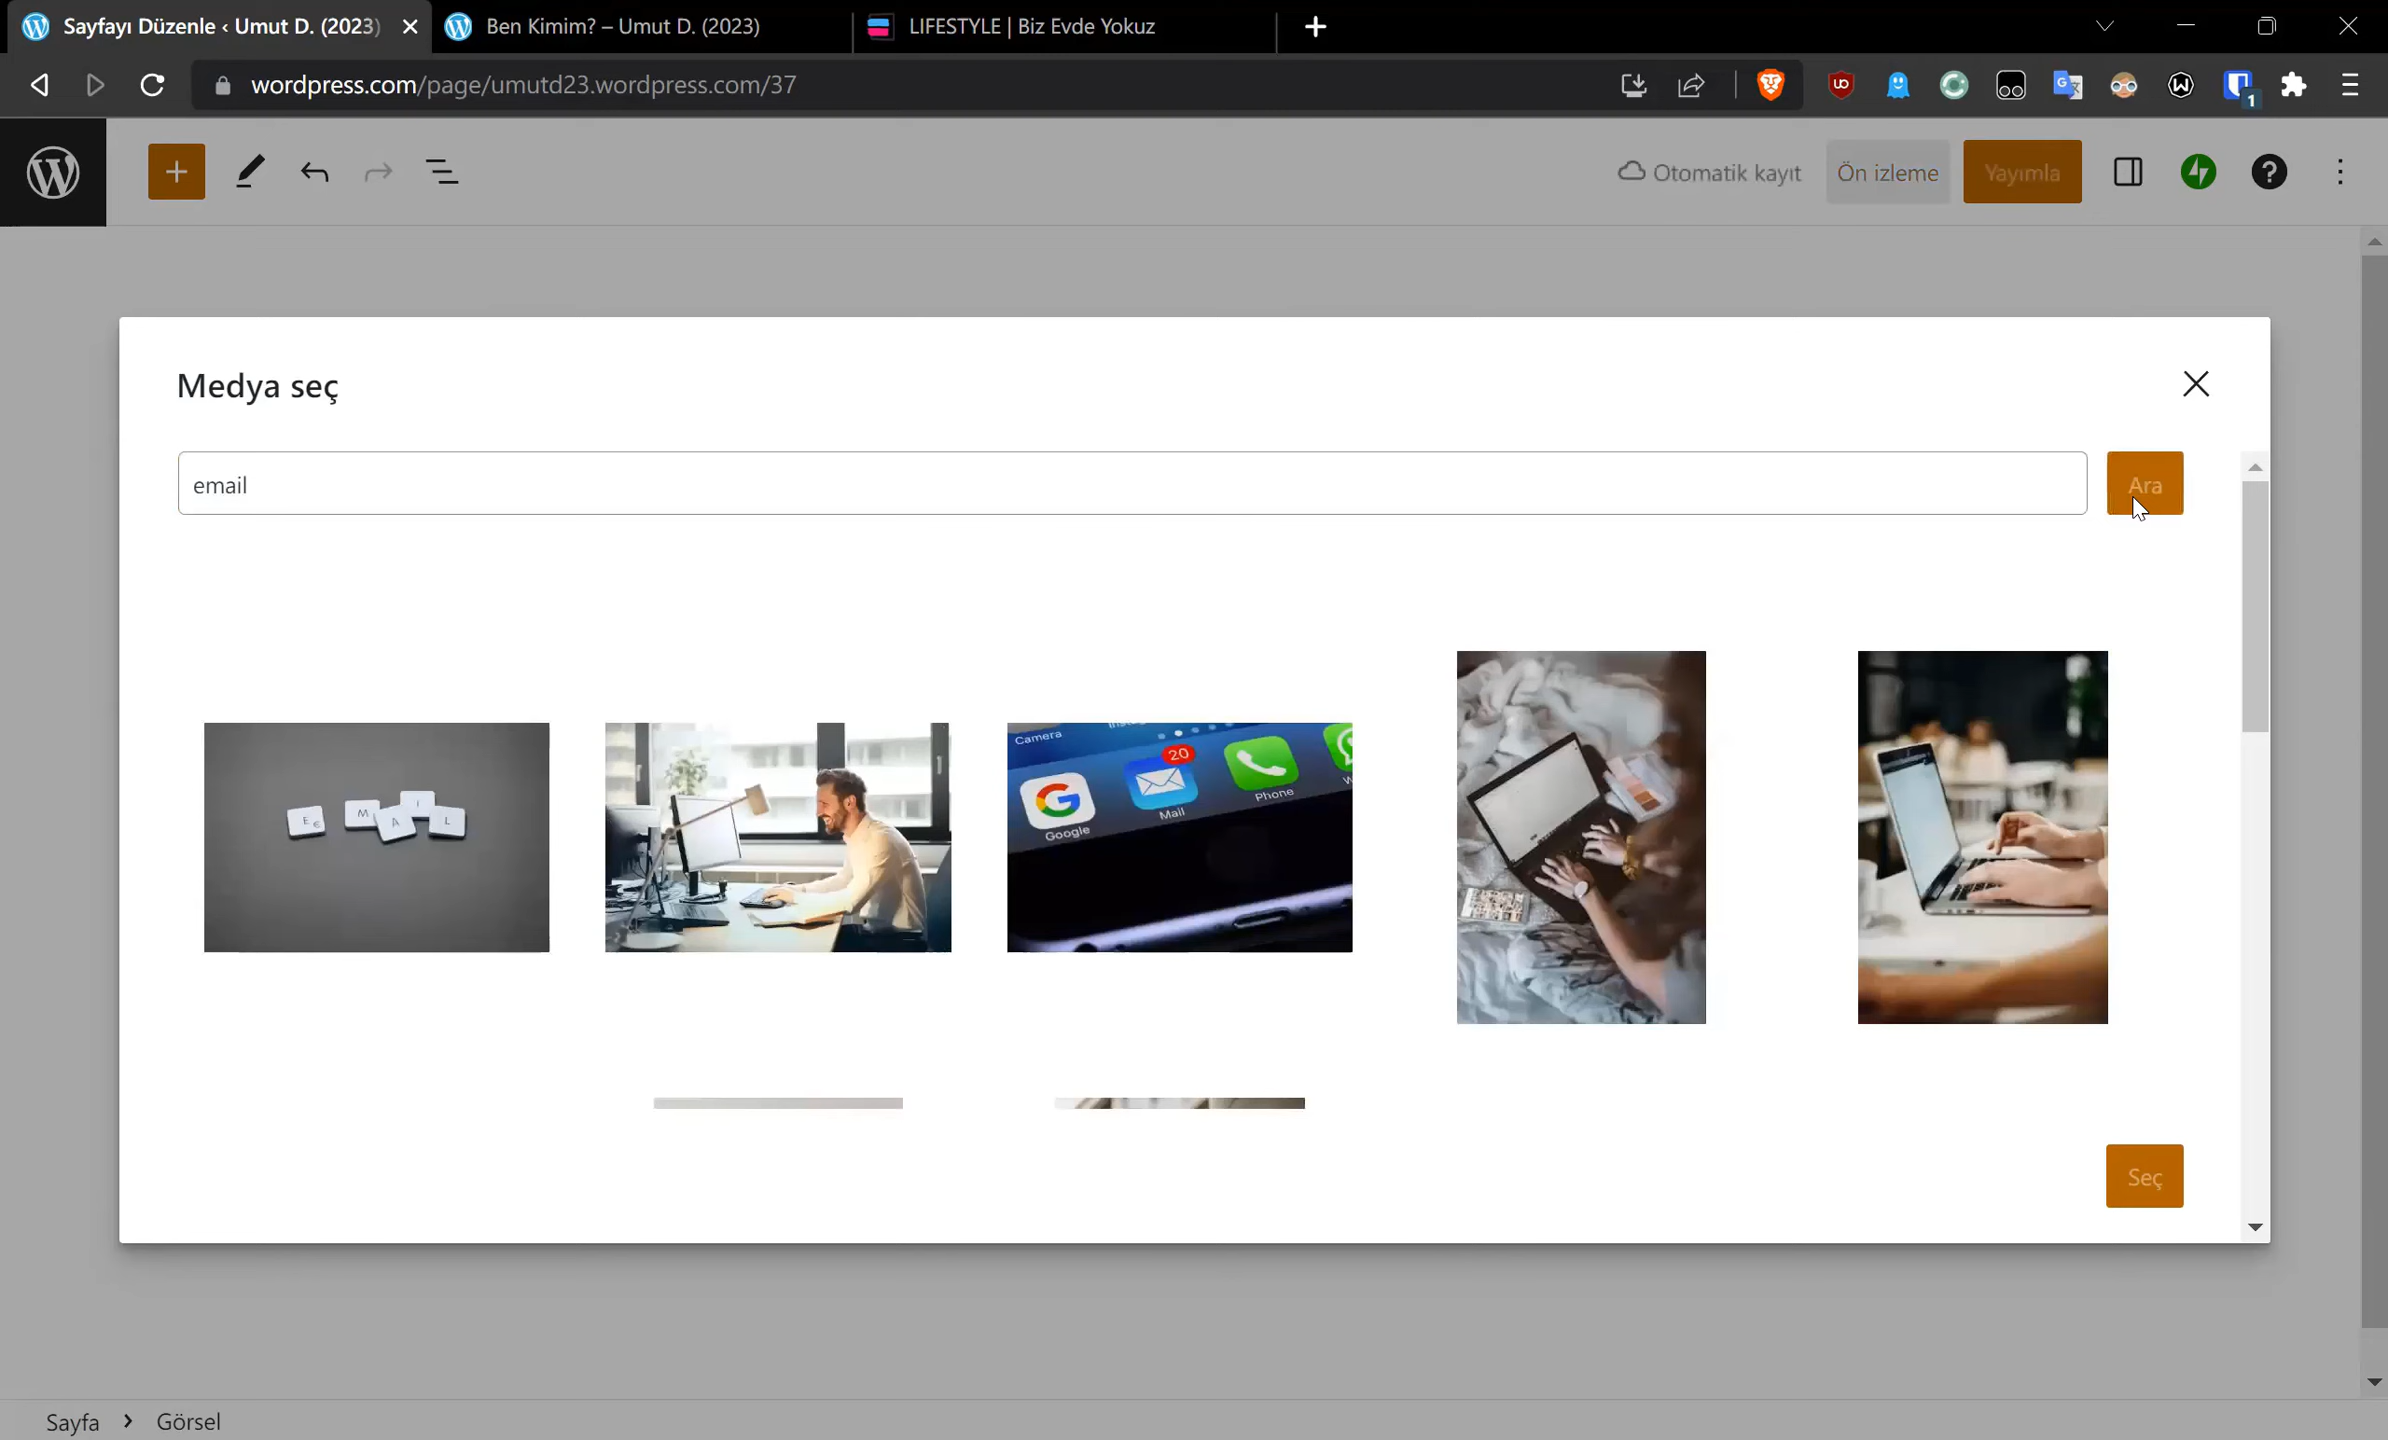 Sayfayı Düzenle ‹ Umut D. (2023)
Ben Kimim? – Umut D. (2023)
LIFESTYLE | Biz Evde Yokuz
wordpress.com/page/umutd23.wordpress.com/37
1
Otomatik kayıt
Ön izleme
Yayımla
Medya seç
email
Ara
E M A I L
Camera
20
Google
Mail
Phone
Seç
Sayfa > Görsel